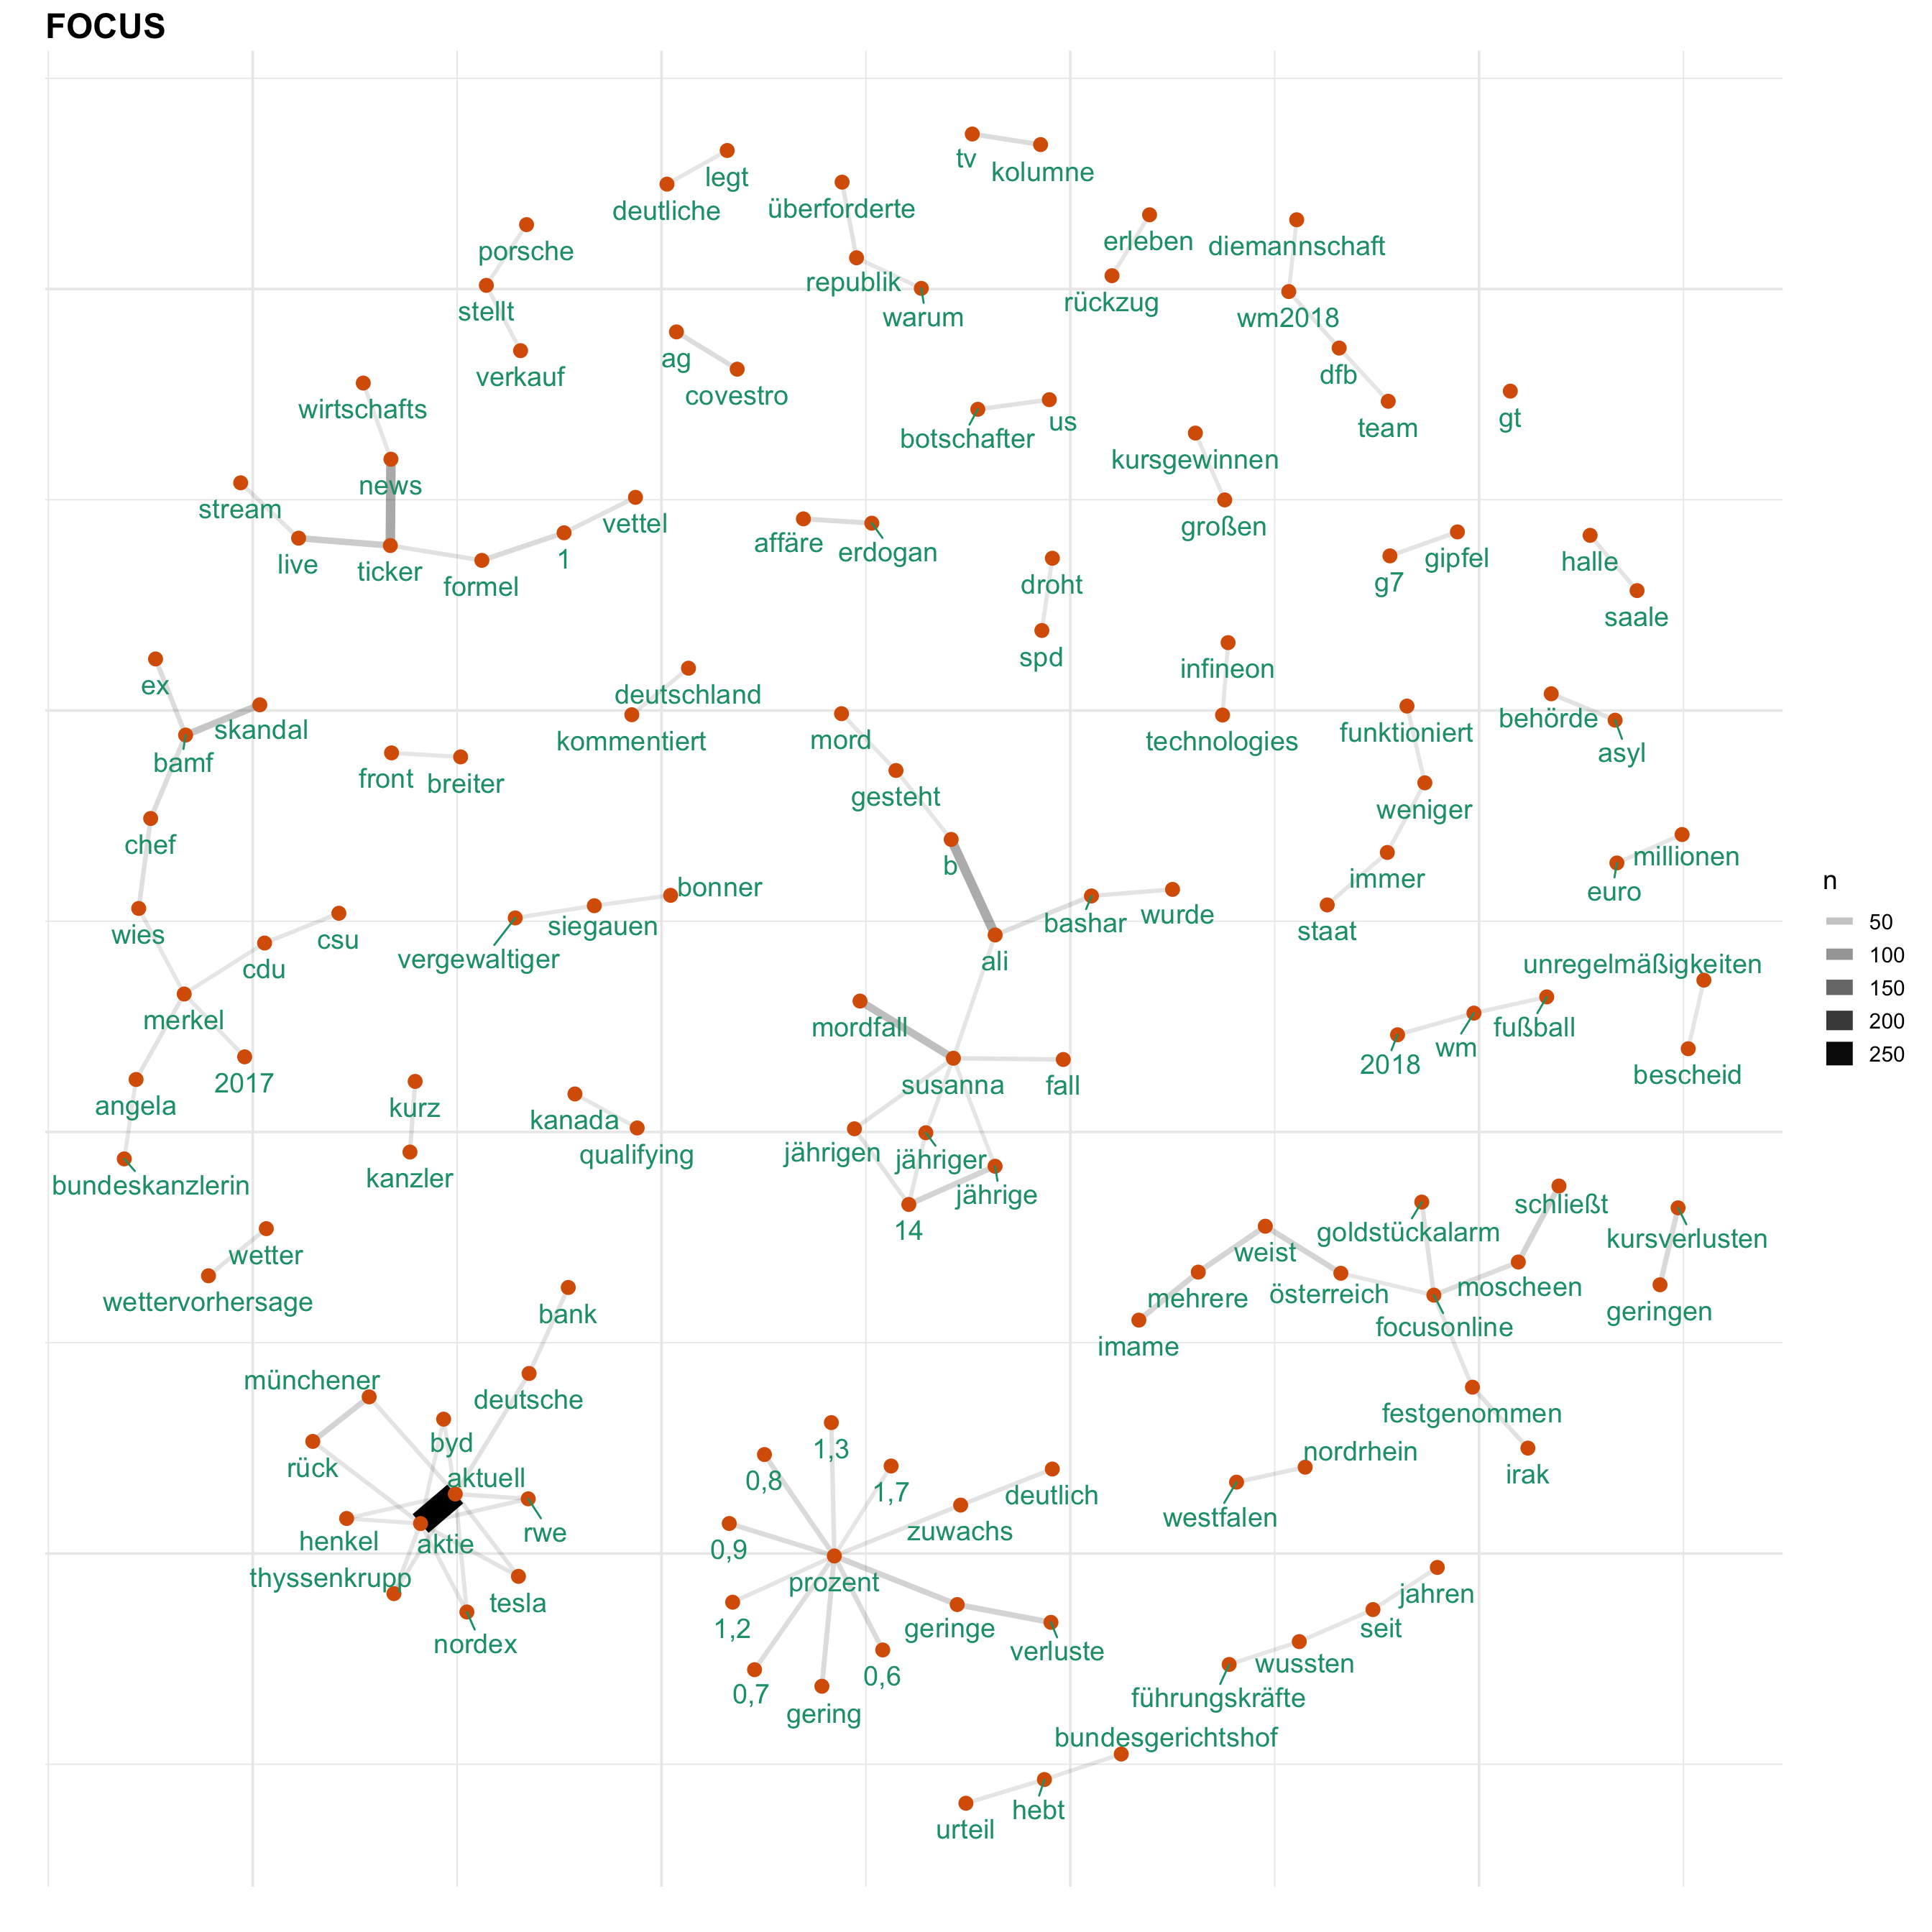 FOCUS
tv
kolumne
legt
deutliche
überforderte
porsche
erleben
diemannschaft
republik
rückzug
stellt
warum
wm2018
ag
verkauf
covestro
dfb
wirtschafts
botschafter
us
team
gt
kursgewinnen
news
stream
vettel
großen
affäre
erdogan
live
ticker
formel
1
droht
g7
gipfel
halle
saale
spd
infineon
ex
deutschland
skandal
kommentiert
mord
technologies
funktioniert
behörde
asyl
bamf
front
breiter
gesteht
weniger
chef
b
millionen
immer
euro
bonner
wies
csu
siegauen
bashar
wurde
staat
cdu
vergewaltiger
ali
unregelmäßigkeiten
merkel
mordfall
fußball
wm
2018
2017
susanna
fall
bescheid
angela
kurz
kanada
qualifying
jährigen
jähriger
jährige
bundeskanzlerin
kanzler
14
schließt
goldstückalarm
kursverlusten
wetter
weist
wettervorhersage
mehrere
österreich
moscheen
geringen
bank
imame
focusonline
münchener
deutsche
festgenommen
byd
1,3
nordrhein
rück
0,8
1,7
irak
aktuell
deutlich
henkel
aktie
rwe
zuwachs
westfalen
0,9
thyssenkrupp
prozent
tesla
jahren
1,2
geringe
seit
nordex
verluste
wussten
0,7
0,6
gering
führungskräfte
bundesgerichtshof
hebt
urteil
n
50
100
150
200
250